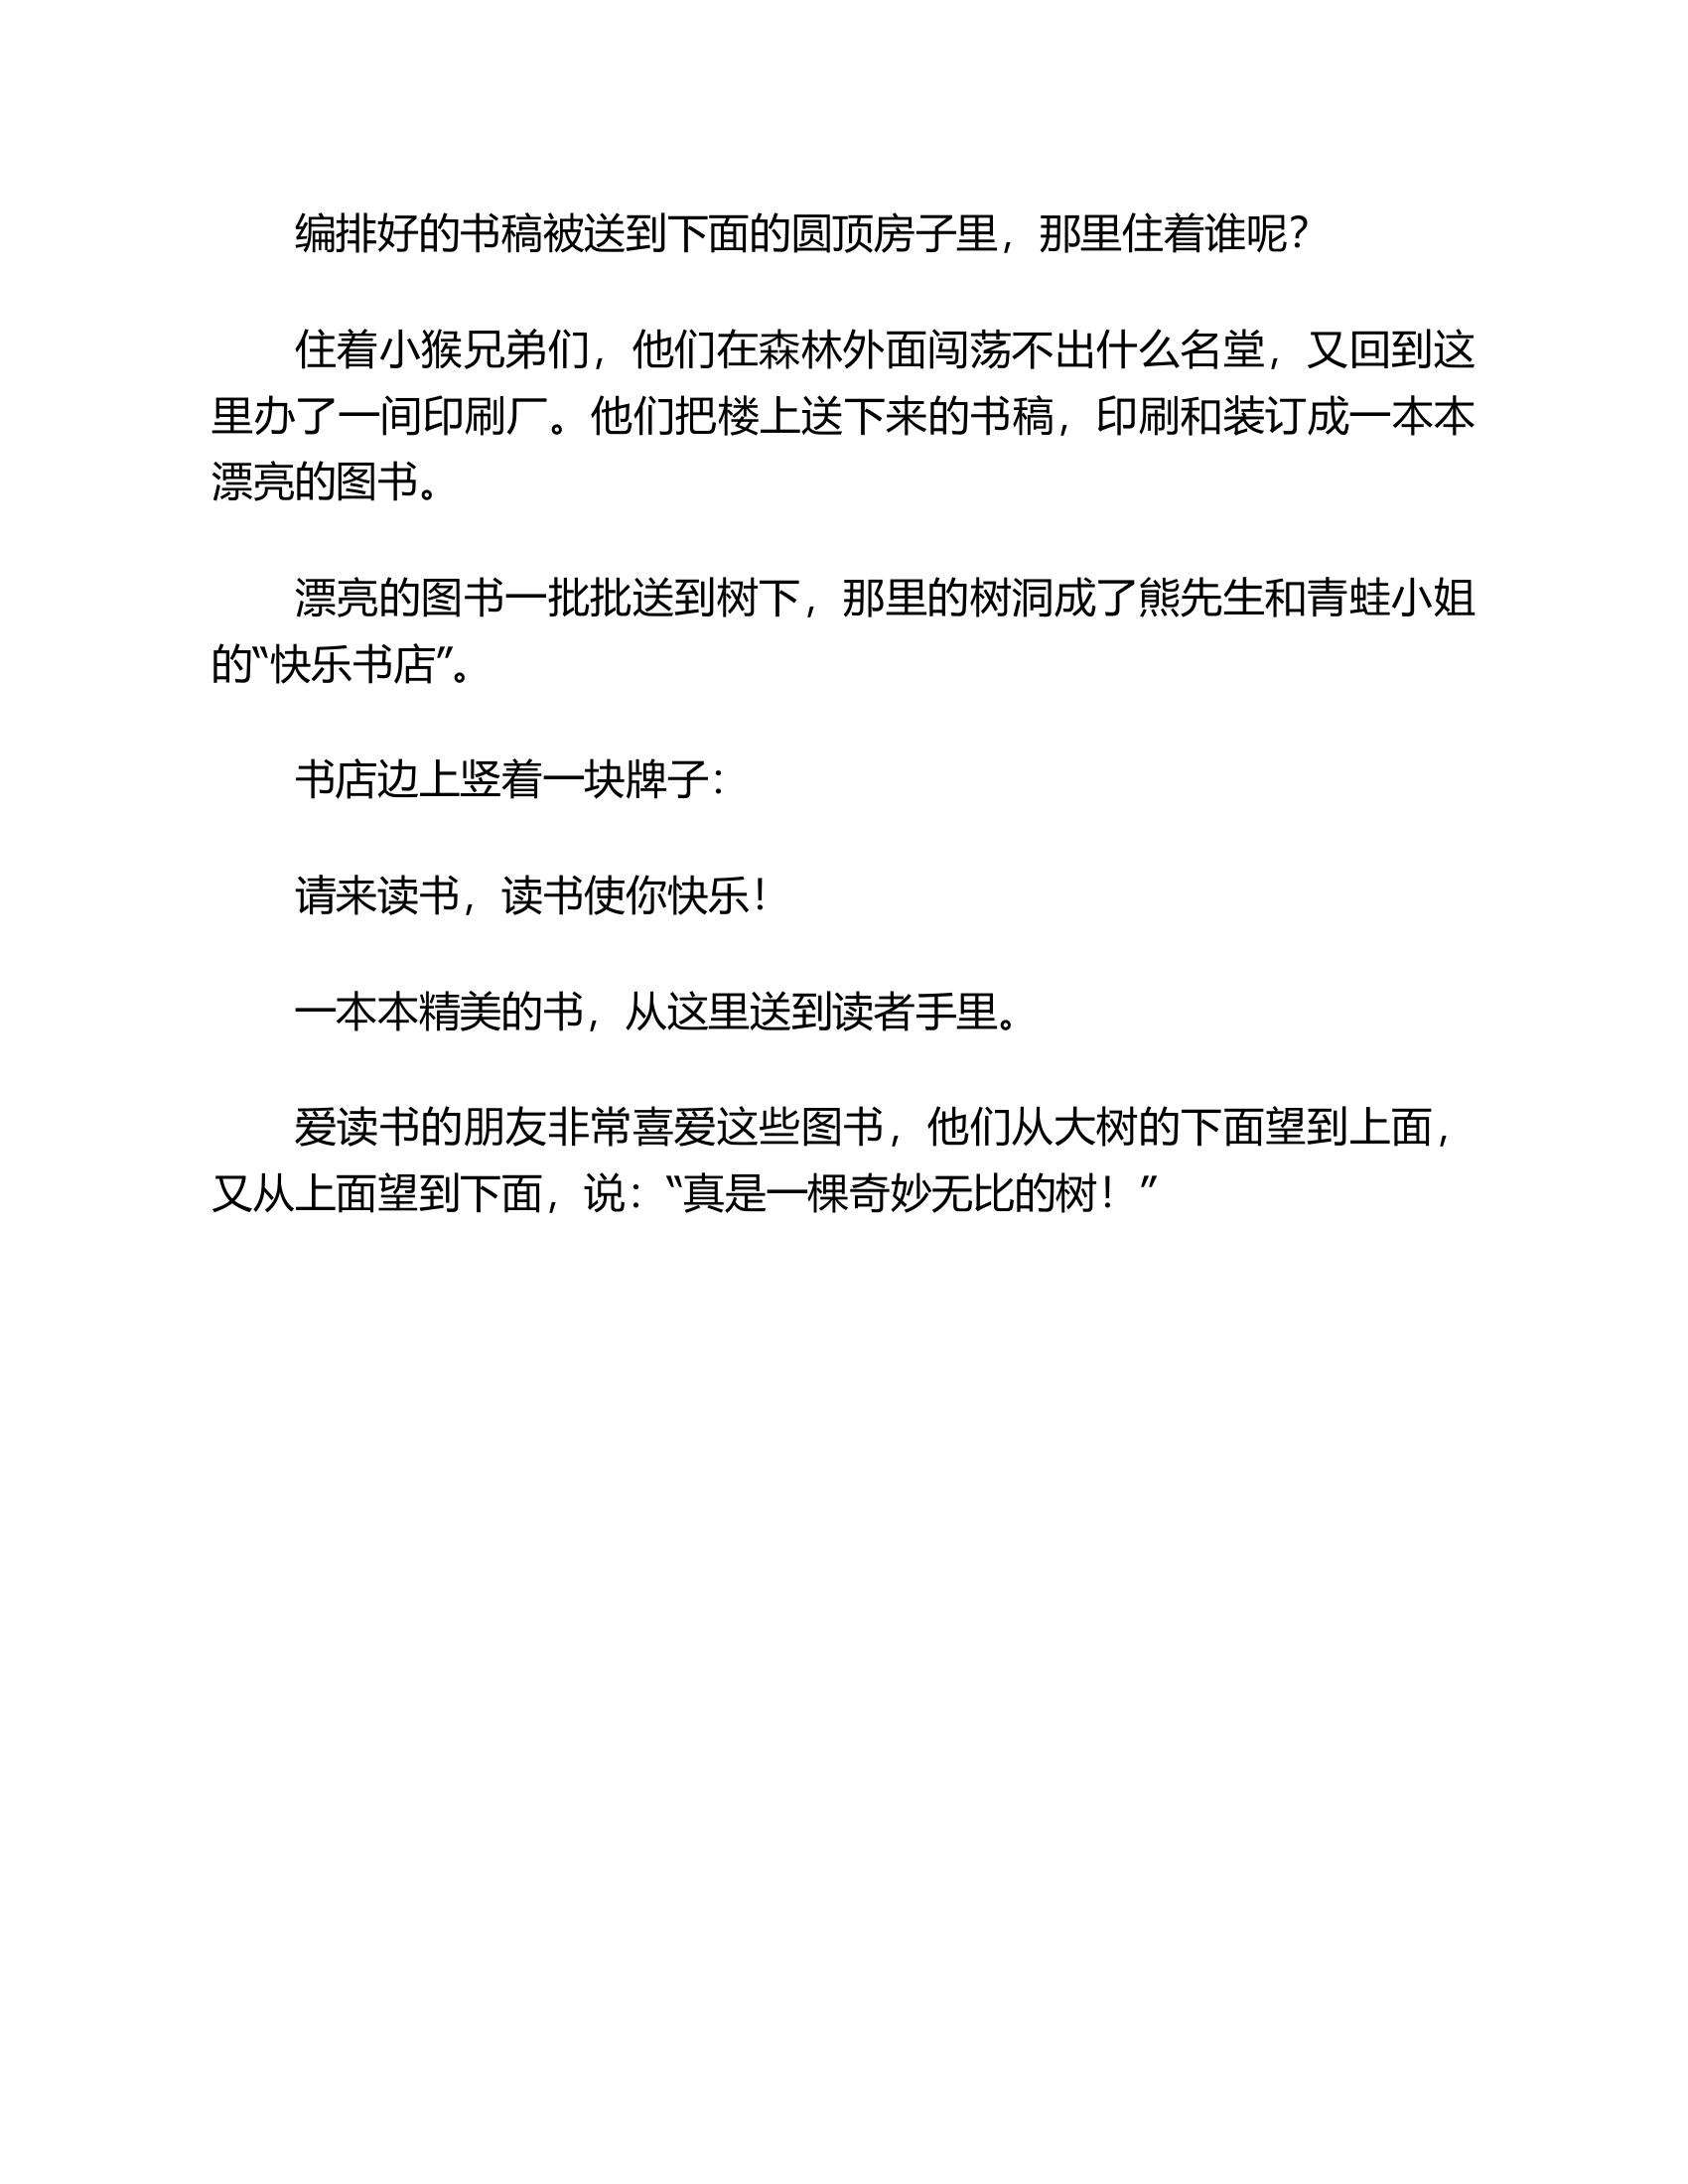 编排好的书稿被送到下面的圆顶房子里，那里住着谁呢？
住着小猴兄弟们，他们在森林外面闯荡不出什么名堂，又回到这
里办了一间印刷厂。他们把楼上送下来的书稿，印刷和装订成一本本
漂亮的图书。
漂亮的图书一批批送到树下，那里的树洞成了熊先生和青蛙小姐
的“快乐书店”。
书店边上竖着一块牌子：
请来读书，读书使你快乐！
一本本精美的书，从这里送到读者手里。
爱读书的朋友非常喜爱这些图书，他们从大树的下面望到上面，
又从上面望到下面，说：“真是一棵奇妙无比的树！”